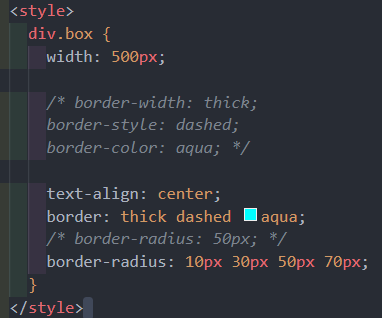 <style>
div.box {
width: 500px;
/* border-width: thick;
border-style: dashed;
border-color: aqua; */
text-align: center;
border: thick dashed aqua;
/* border-radius: 50px; */
border-radius: 10px 30px 50px 70px;
}
</style>